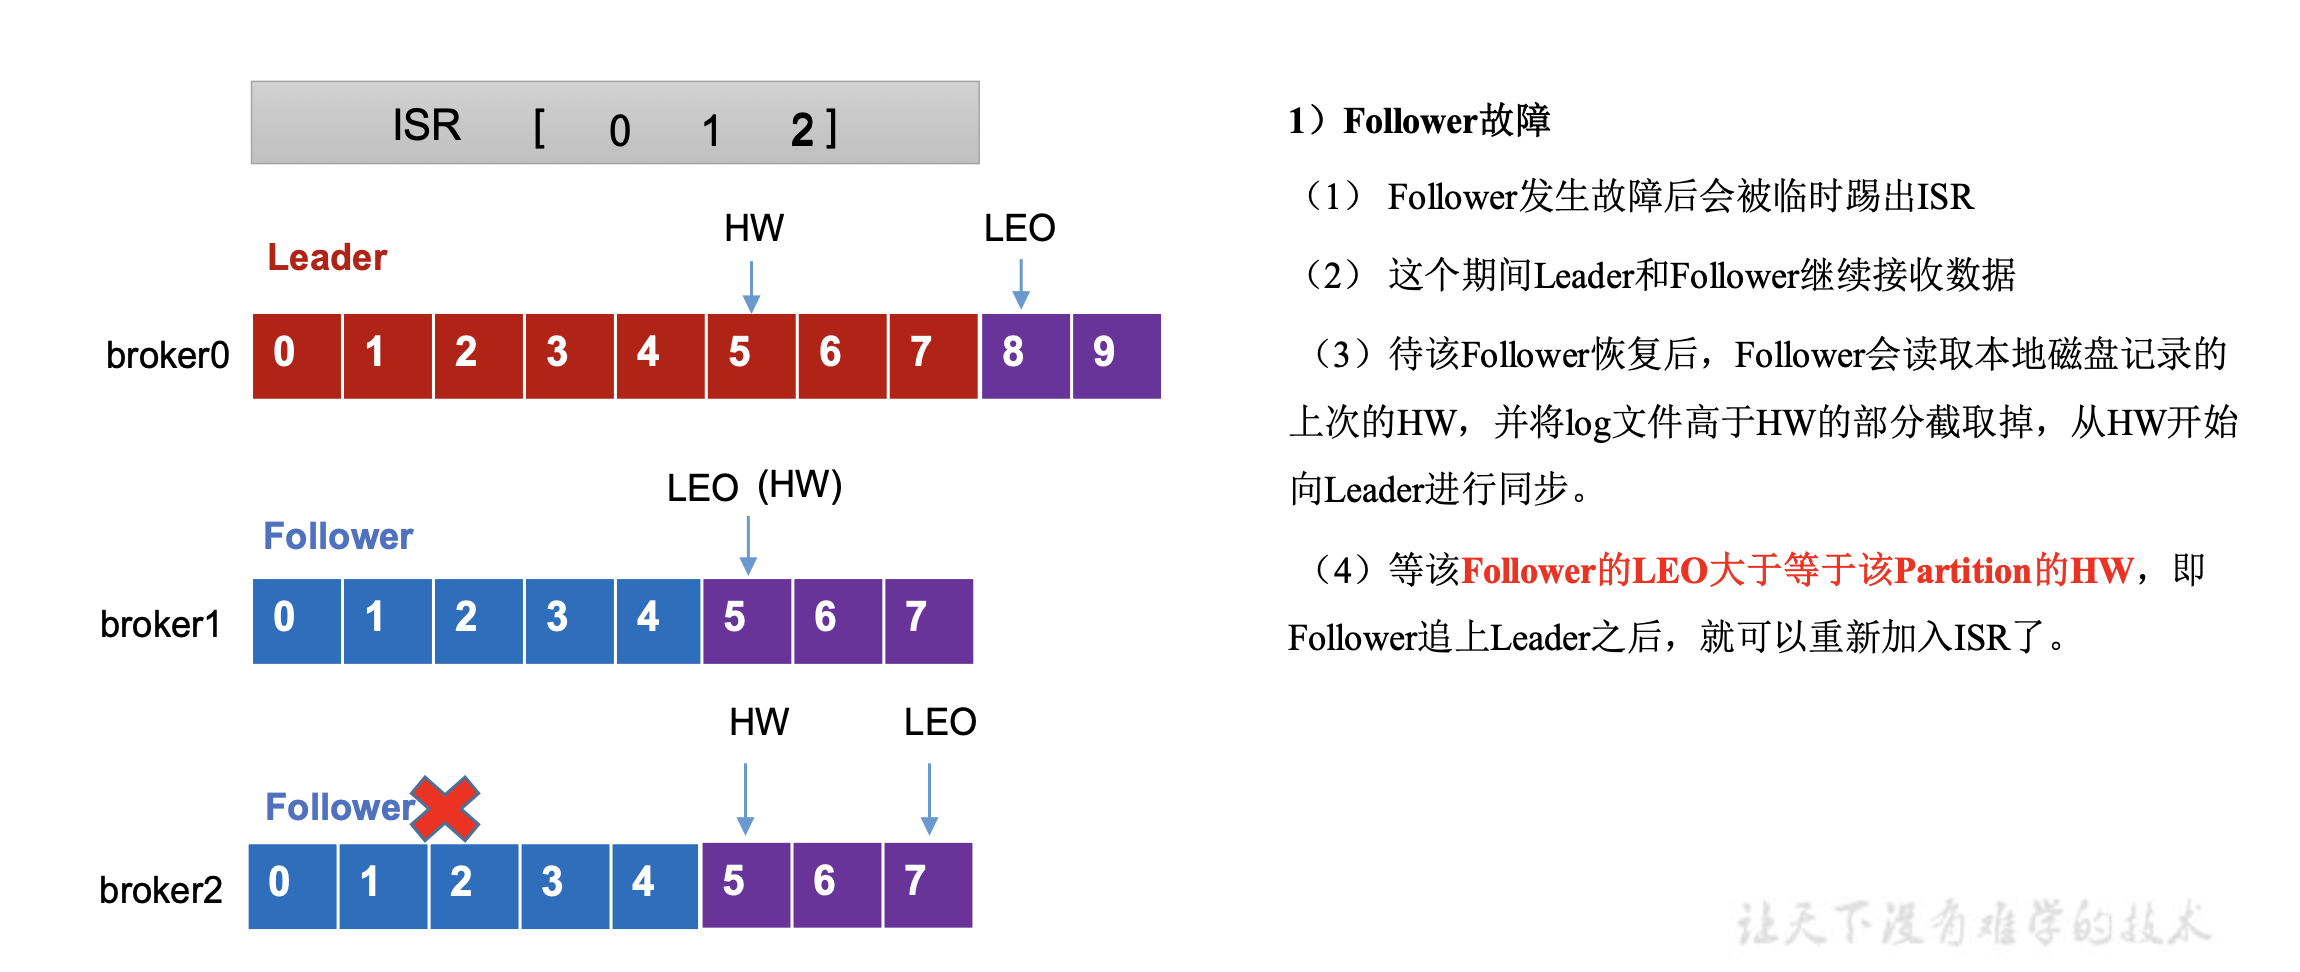 ISR [ 0 1 2 ]
HW LEO
Leader
broker0 0 1 2 3 4 5 6 7 8 9
LEO (HW)
Follower
broker1 0 1 2 3 4 5 6 7
HW LEO
Follower
broker2 0 1 2 3 4 5 6 7
1）Follower故障
（1） Follower发生故障后会被临时踢出ISR
（2） 这个期间Leader和Follower继续接收数据
（3）待该Follower恢复后，Follower会读取本地磁盘记录的
上次的HW，并将log文件高于HW的部分截取掉，从HW开始
向Leader进行同步。
（4）等该Follower的LEO大于等于该Partition的HW，即
Follower追上Leader之后，就可以重新加入ISR了。
让天下没有难学的技术